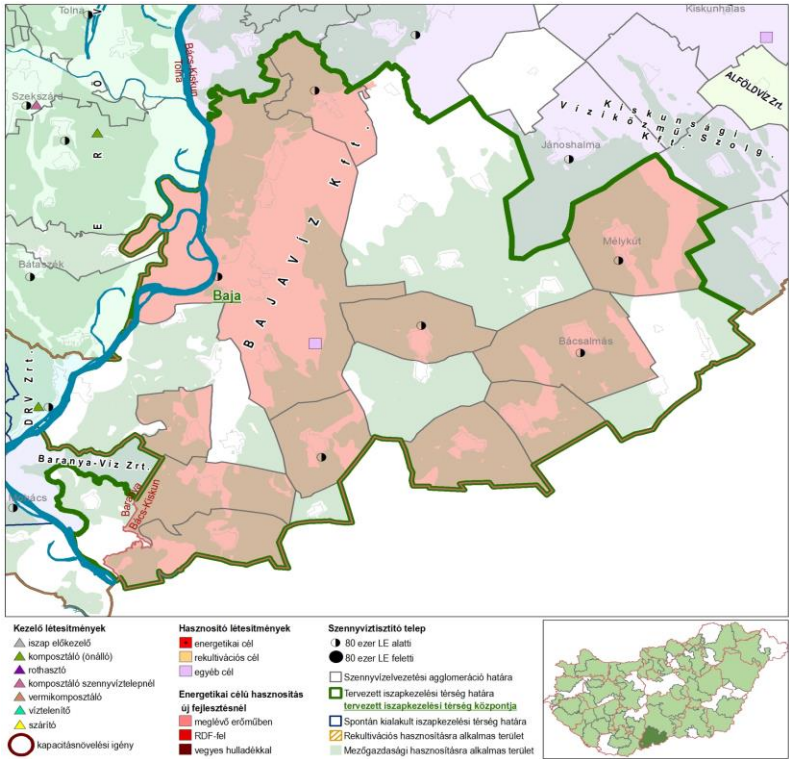 Tolna
Kiskunhalas
Bács-Kiskun
Tolna
Szekszárd
ALFÖLDVÍZ Zrt.
Kiskunsági
Víziközmű-Szolg.
Kft.
Jánoshalma
E R
BAJAVÍZ Kft.
Mélykút
Bátaszék
Baja
Bácsalmás
DRV Zrt.
Baranya-Víz Zrt.
Baranya
Bács-Kiskun
Kezelő létesítmények
iszap előkezelő
komposztáló (önálló)
rothasztó
komposztáló szennyvíztelepnél
vermikomposztáló
víztelenítő
szárító
kapacitásnövelési igény
Hasznosító létesítmények
energetikai cél
rekultivációs cél
egyéb cél
Energetikai célú hasznosítás
új fejlesztésnél
meglévő erőműben
RDF-fel
vegyes hulladékkal
Szennyvíztisztító telep
80 ezer LE alatti
80 ezer LE feletti
Szennyvízelvezetési agglomeráció határa
Tervezett iszapkezelési térség határa
tervezett iszapkezelési térség központja
Spontán kialakult iszapkezelési térség határa
Rekultivációs hasznosításra alkalmas terület
Mezőgazdasági hasznosításra alkalmas terület